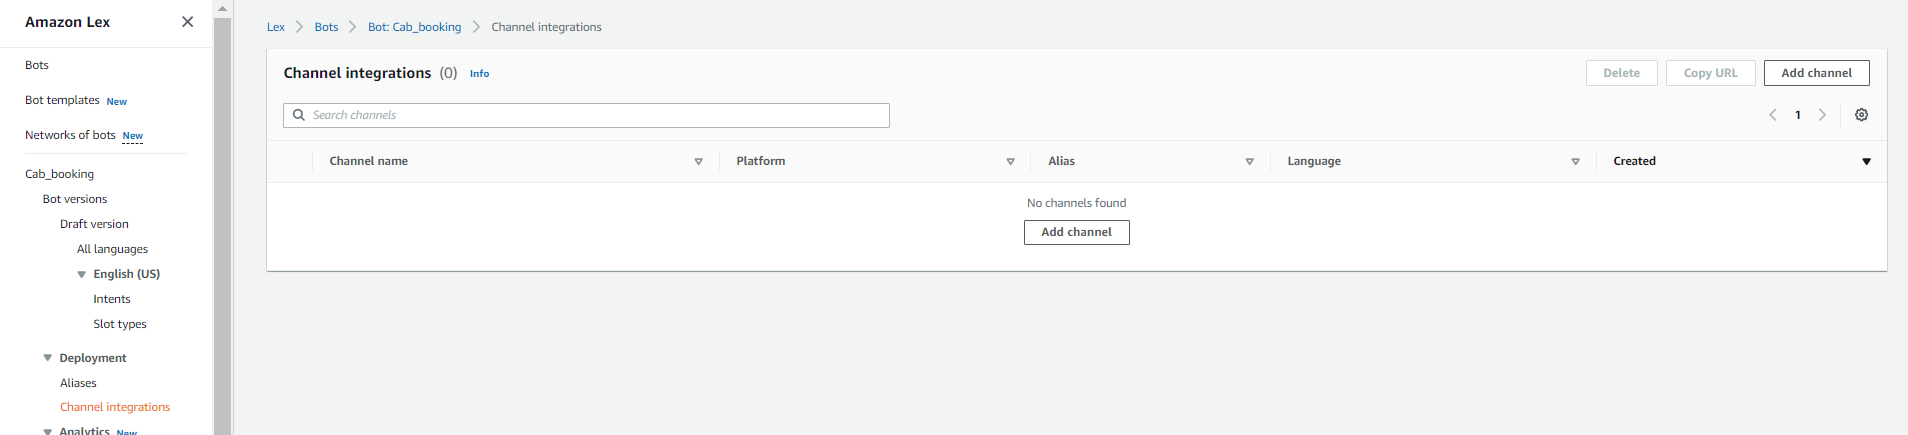 Amazon Lex
Bots
Bot templates New
Networks of bots New
Cab_booking
Bot versions
Draft version
All languages
English (US)
Intents
Slot types
Deployment
Aliases
Channel integrations
Analytics New
Lex > Bots > Bot: Cab_booking > Channel integrations
Channel integrations (0) Info
Delete Copy URL Add channel
Search channels
1
Channel name Platform Alias Language Created
No channels found
Add channel